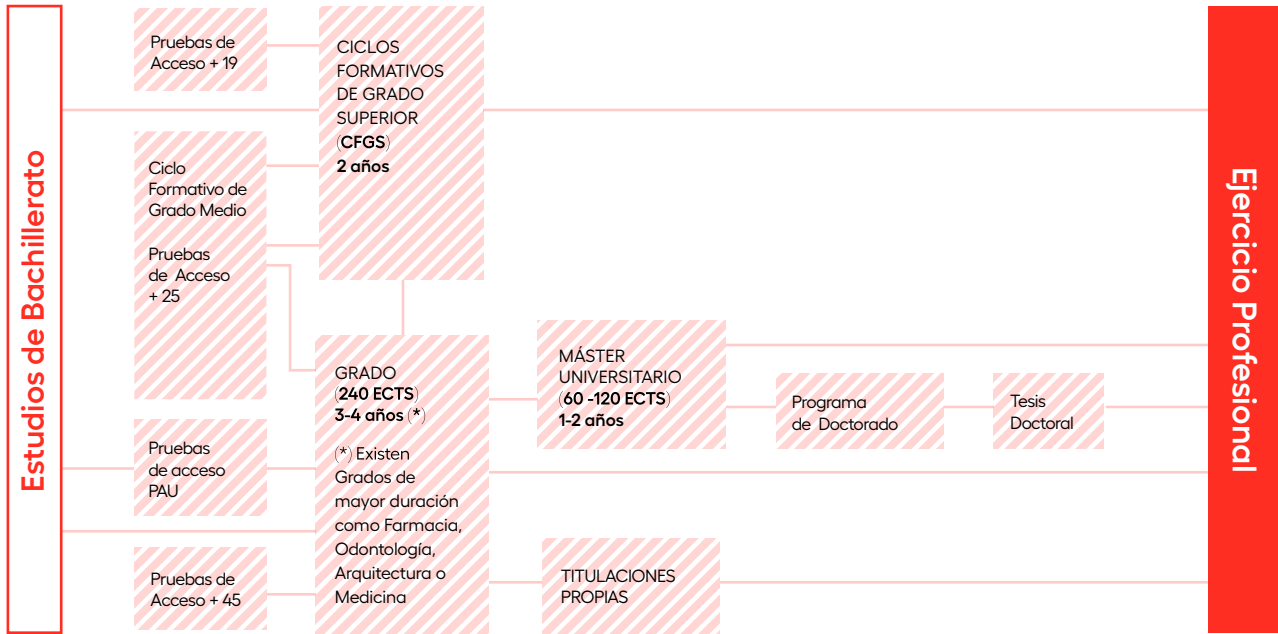 Estudios de Bachillerato
Pruebas de
Acceso + 19
Ciclo
Formativo de
Grado Medio
Pruebas
de Acceso
+ 25
Pruebas
de acceso
PAU
Pruebas de
Acceso + 45
CICLOS
FORMATIVOS
DE GRADO
SUPERIOR
(CFGS)
2 años
GRADO
(240 ECTS)
3-4 años (*)
(*) Existen
Grados de
mayor duración
como Farmacia,
Odontología,
Arquitectura o
Medicina
MÁSTER
UNIVERSITARIO
(60 -120 ECTS)
1-2 años
Programa
de Doctorado
Tesis
Doctoral
TITULACIONES
PROPIAS
Ejercicio Profesional